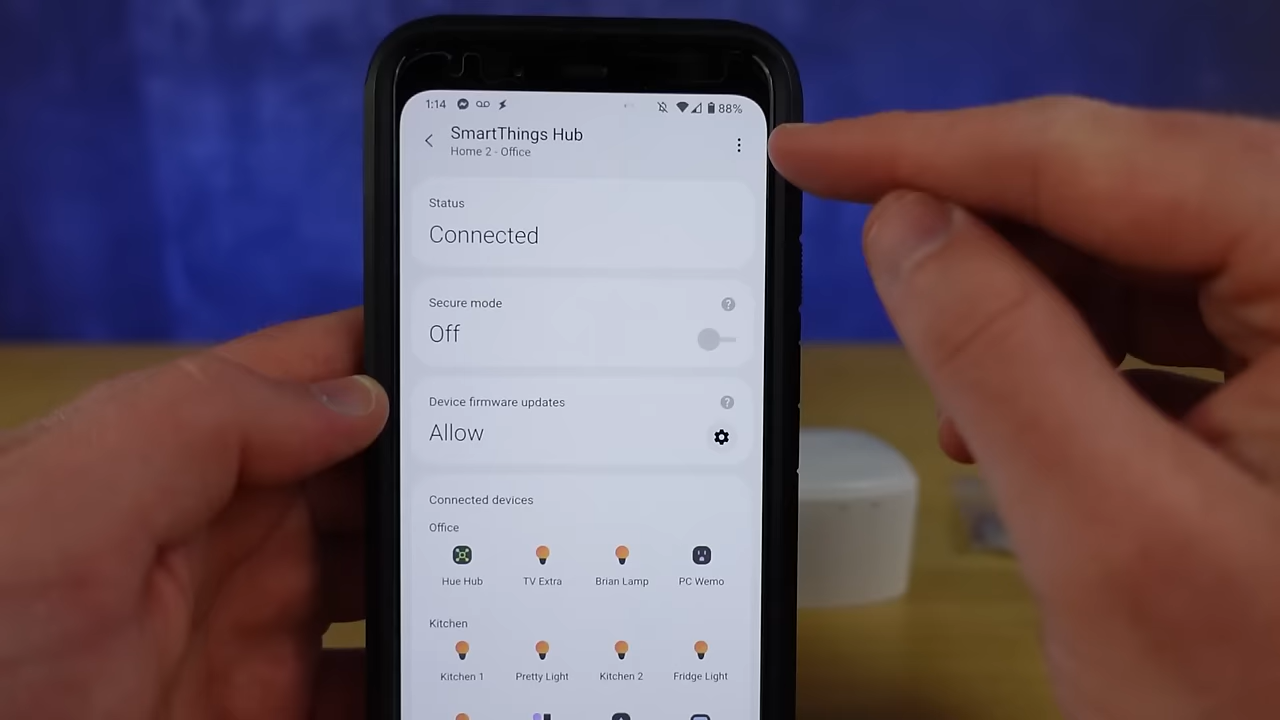 1:14 88%
SmartThings Hub
Home 2 - Office
Status
Connected
Secure mode
Off
Device firmware updates
Allow
Connected devices
Office
Hue Hub TV Extra Brian Lamp PC Wemo
Kitchen
Kitchen 1 Pretty Light Kitchen 2 Fridge Light